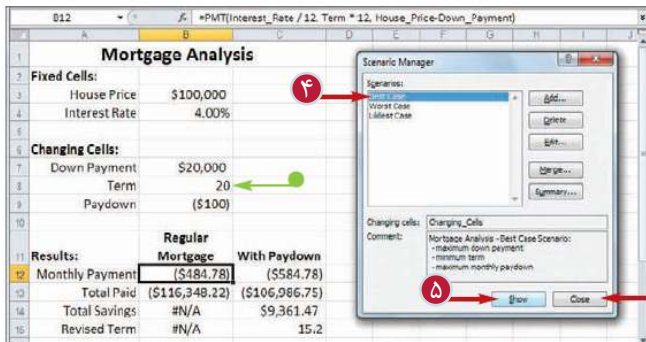 B12 fx =PMT(Interest_Rate / 12, Term * 12, House_Price-Down_Payment)
A B C D E F G H I J
1 Mortgage Analysis
2 Fixed Cells:
3 House Price $100,000
4 Interest Rate 4.00%
5
6 Changing Cells:
7 Down Payment $20,000
8 Term 20
9 Paydown ($100)
10
Regular
11 Results: Mortgage With Paydown
12 Monthly Payment ($484.78) ($584.78)
13 Total Paid ($116,348.22) ($106,986.75)
14 Total Savings #N/A $9,361.47
15 Revised Term #N/A 15.2
Scenario Manager
Scenarios:
۴
Best Case
Worst Case
Likliest Case
Add...
Delete
Edit...
Merge...
Summary...
Changing cells: Changing_Cells
Comment: Mortgage Analysis - Best Case Scenario:
- maximum down payment
- minimum term
- maximum monthly paydown
۵
Show
Close